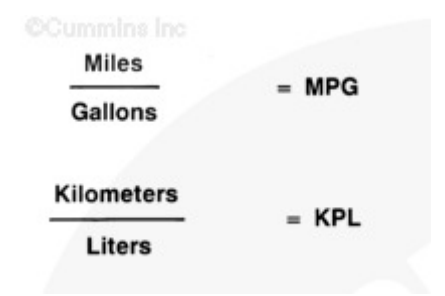 ©Cummins Inc
Miles
= MPG
Gallons
Kilometers
= KPL
Liters